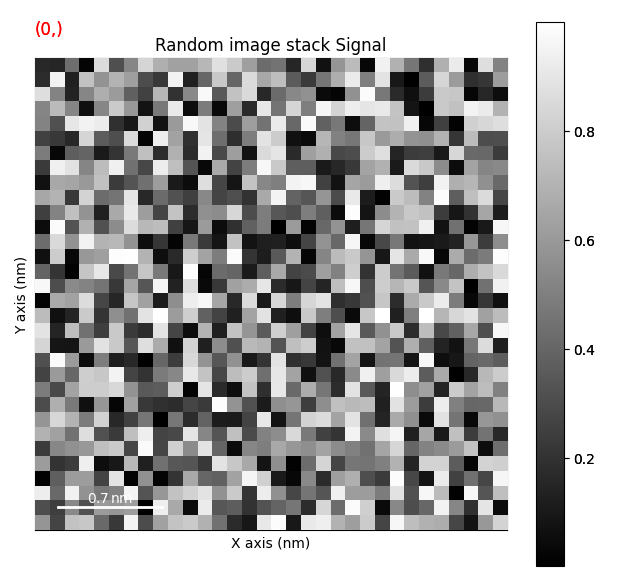 (0,)
Random image stack Signal
Y axis (nm)
0.8
0.6
0.4
0.2
0.7 nm
X axis (nm)